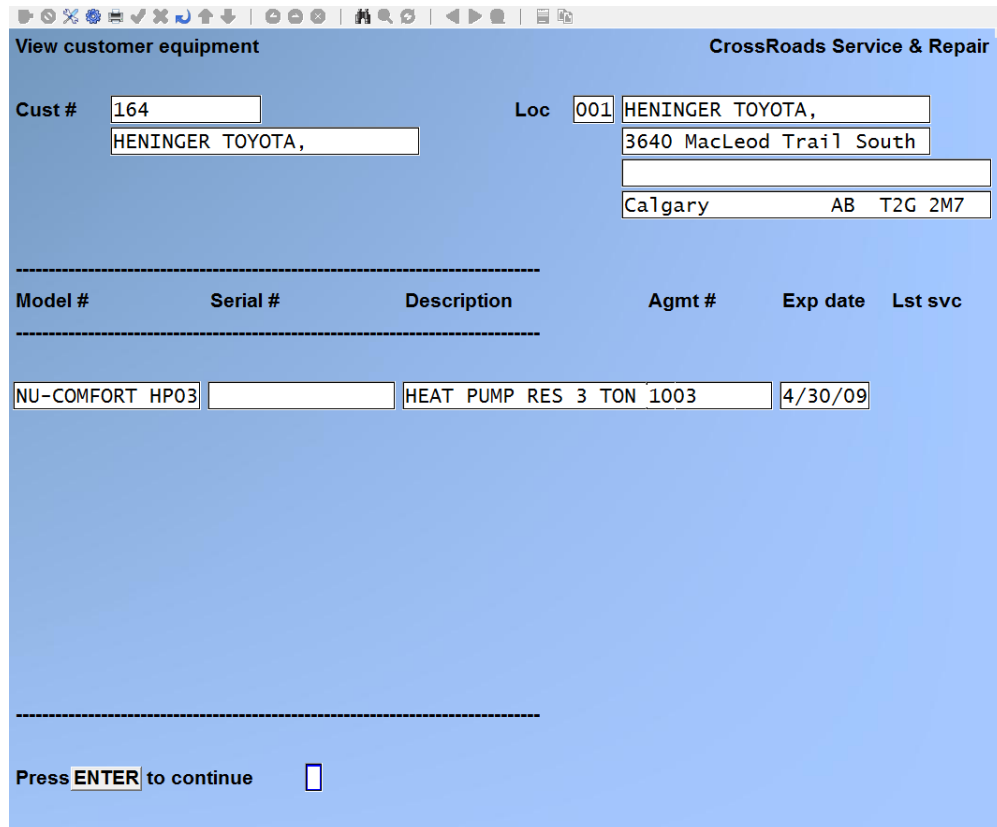 View customer equipment CrossRoads Service & Repair
Cust # 164 Loc 001 HENINGER TOYOTA,
HENINGER TOYOTA, 3640 MacLeod Trail South
Calgary AB T2G 2M7
--------------------------------------------------------------------------------
Model # Serial # Description Agmt # Exp date Lst svc
--------------------------------------------------------------------------------
NU-COMFORT HP03 HEAT PUMP RES 3 TON 1003 4/30/09
--------------------------------------------------------------------------------
Press ENTER to continue